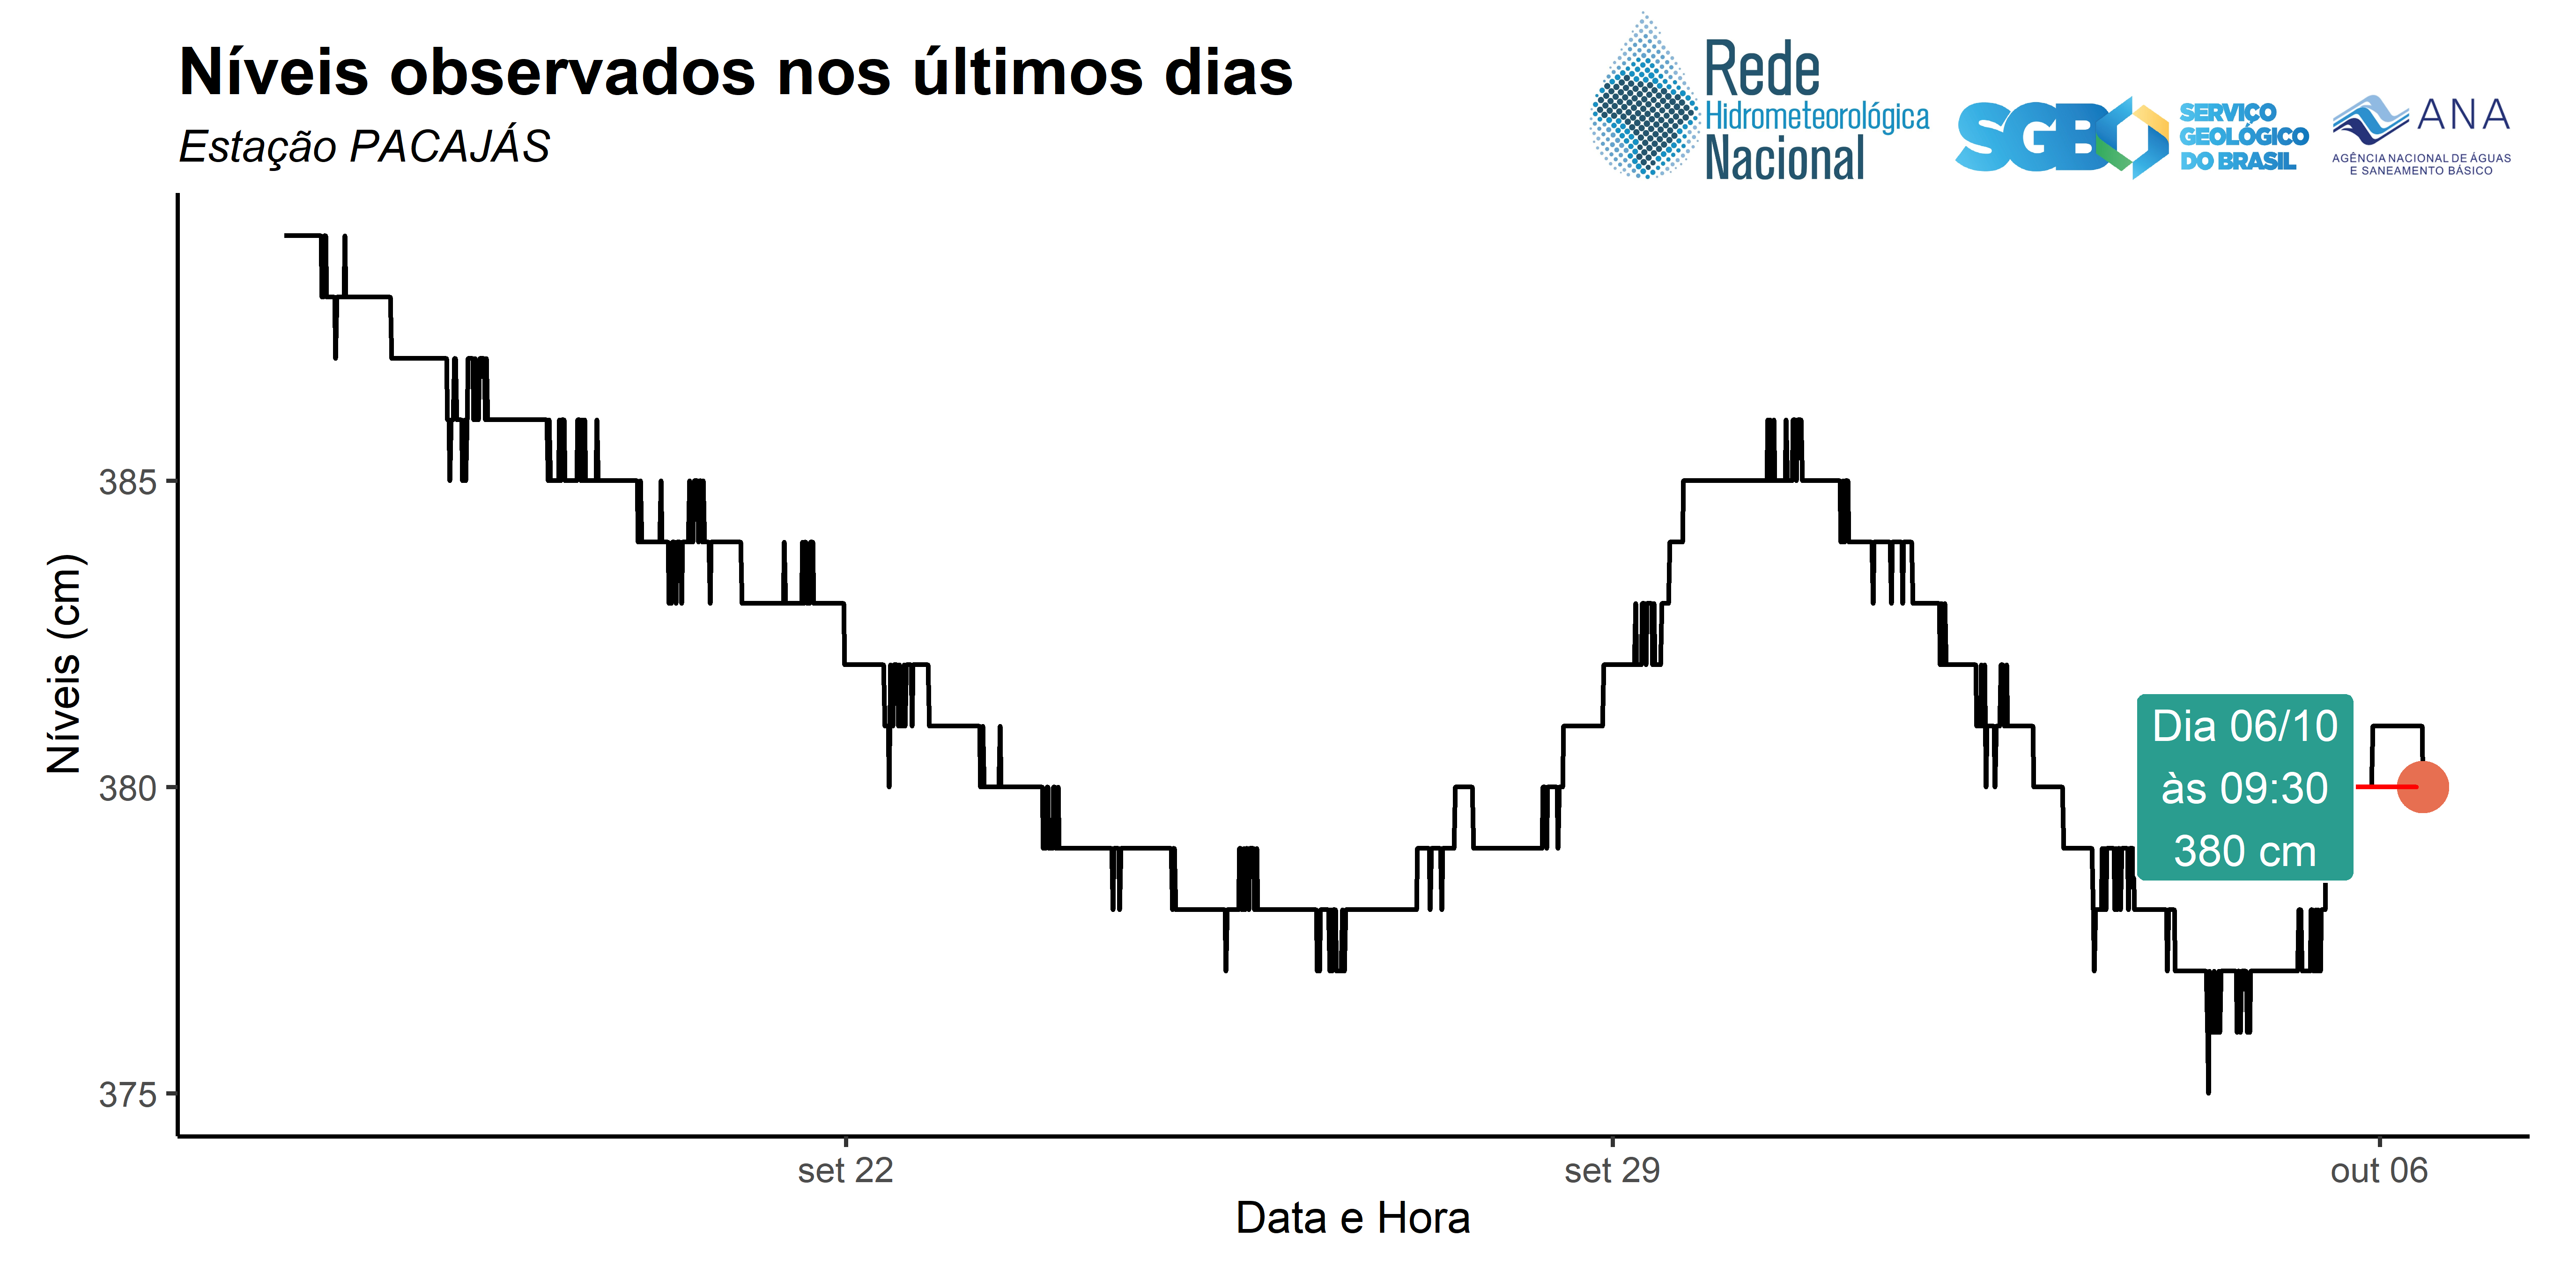 Níveis observados nos últimos dias
Estação PACAJÁS
Rede
Hidrometeorológica
Nacional
SGB
SERVIÇO
GEOLÓGICO
DO BRASIL
ANA
AGÊNCIA NACIONAL DE ÁGUAS
E SANEAMENTO BÁSICO
Níveis (cm)
385
380
375
Dia 06/10
às 09:30
380 cm
set 22
set 29
out 06
Data e Hora